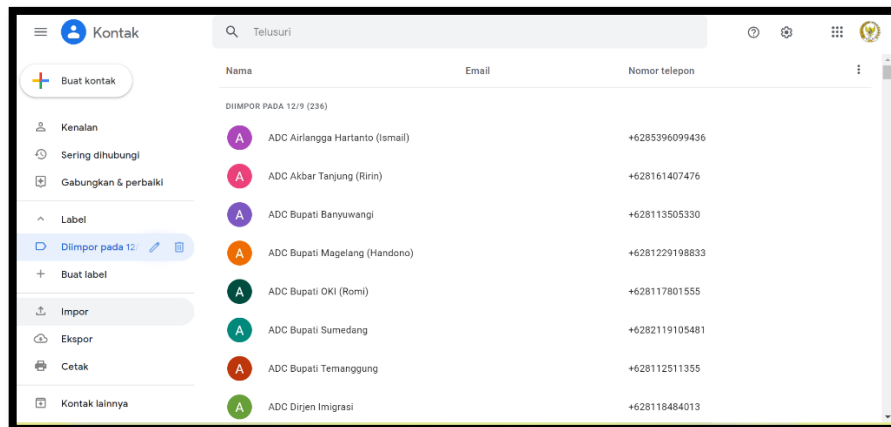 Kontak
Telusuri
Buat kontak
Nama Email Nomor telepon
DIIMPOR PADA 12/9 (236)
Kenalan
Sering dihubungi
Gabungkan & perbaiki
Label
Diimpor pada 12/
Buat label
Impor
Ekspor
Cetak
Kontak lainnya
A ADC Airlangga Hartanto (Ismail) +6285396099436
A ADC Akbar Tanjung (Ririn) +628161407476
A ADC Bupati Banyuwangi +628113505330
A ADC Bupati Magelang (Handono) +6281229198833
A ADC Bupati OKI (Romi) +628117801555
A ADC Bupati Sumedang +6282119105481
A ADC Bupati Temanggung +628112511355
A ADC Dirjen Imigrasi +628118484013